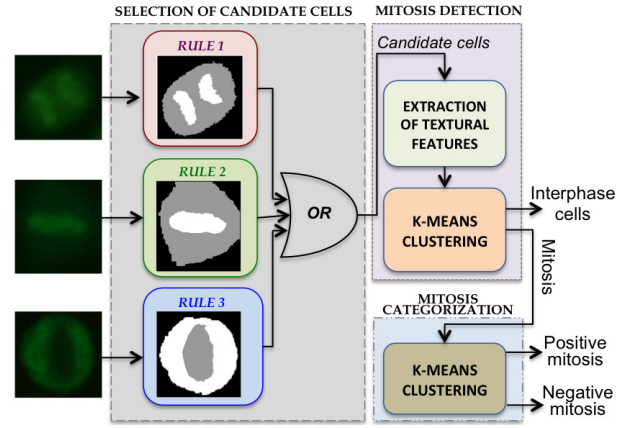 SELECTION OF CANDIDATE CELLS
RULE 1
RULE 2
RULE 3
OR
MITOSIS DETECTION
Candidate cells
EXTRACTION
OF TEXTURAL
FEATURES
K-MEANS
CLUSTERING
Interphase
cells
Mitosis
MITOSIS
CATEGORIZATION
K-MEANS
CLUSTERING
Positive
mitosis
Negative
mitosis